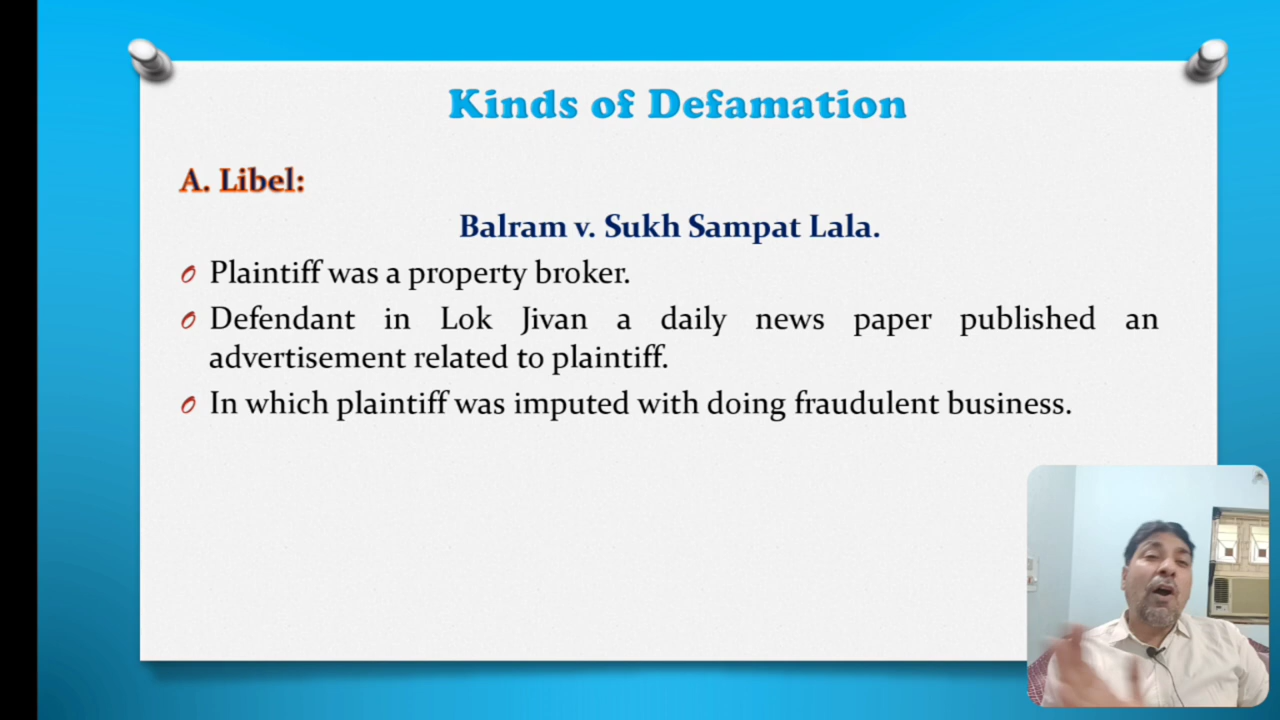 Kinds of Defamation
A. Libel:
Balram v. Sukh Sampat Lala.
Plaintiff was a property broker.
Defendant in Lok Jivan a daily news paper published an
advertisement related to plaintiff.
In which plaintiff was imputed with doing fraudulent business.